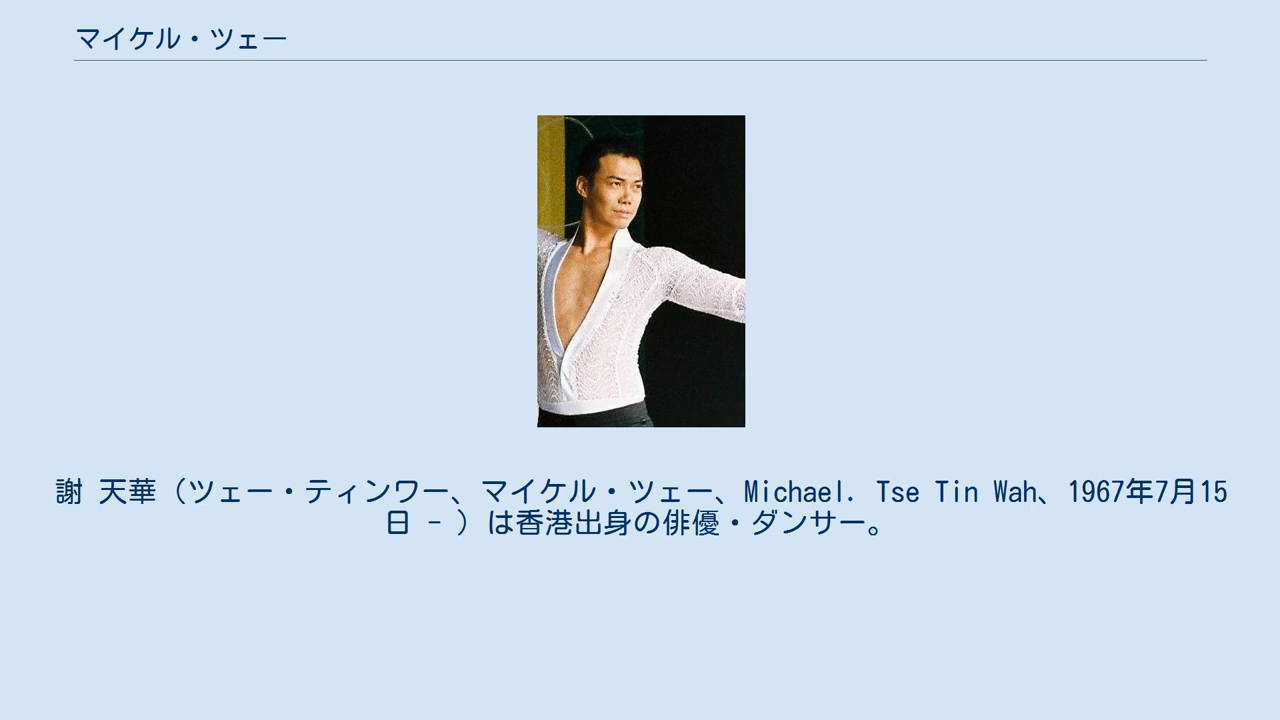 マイケル・ツェー
謝 天華（ツェー・ティンワー、マイケル・ツェー、Michael. Tse Tin Wah、1967年7月15
日 - ）は香港出身の俳優・ダンサー。